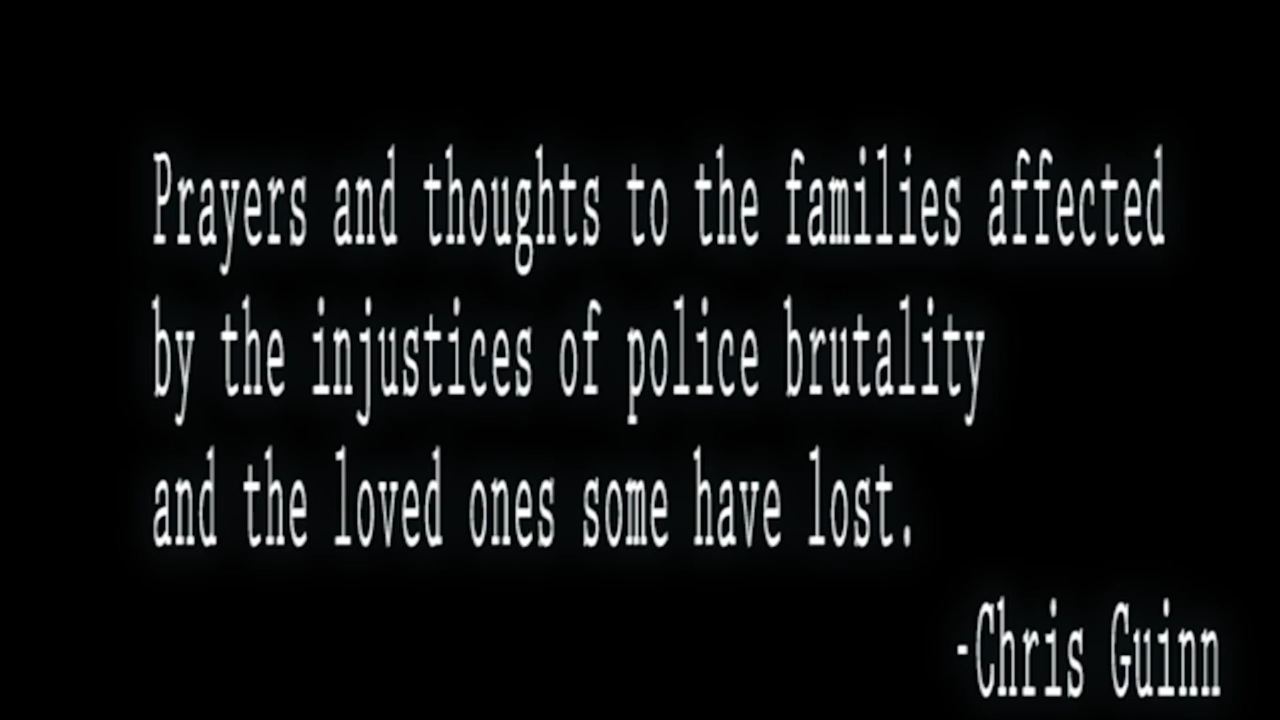 Prayers and thoughts to the families affected
by the injustices of police brutality
and the loved ones some have lost.
-Chris Guinn